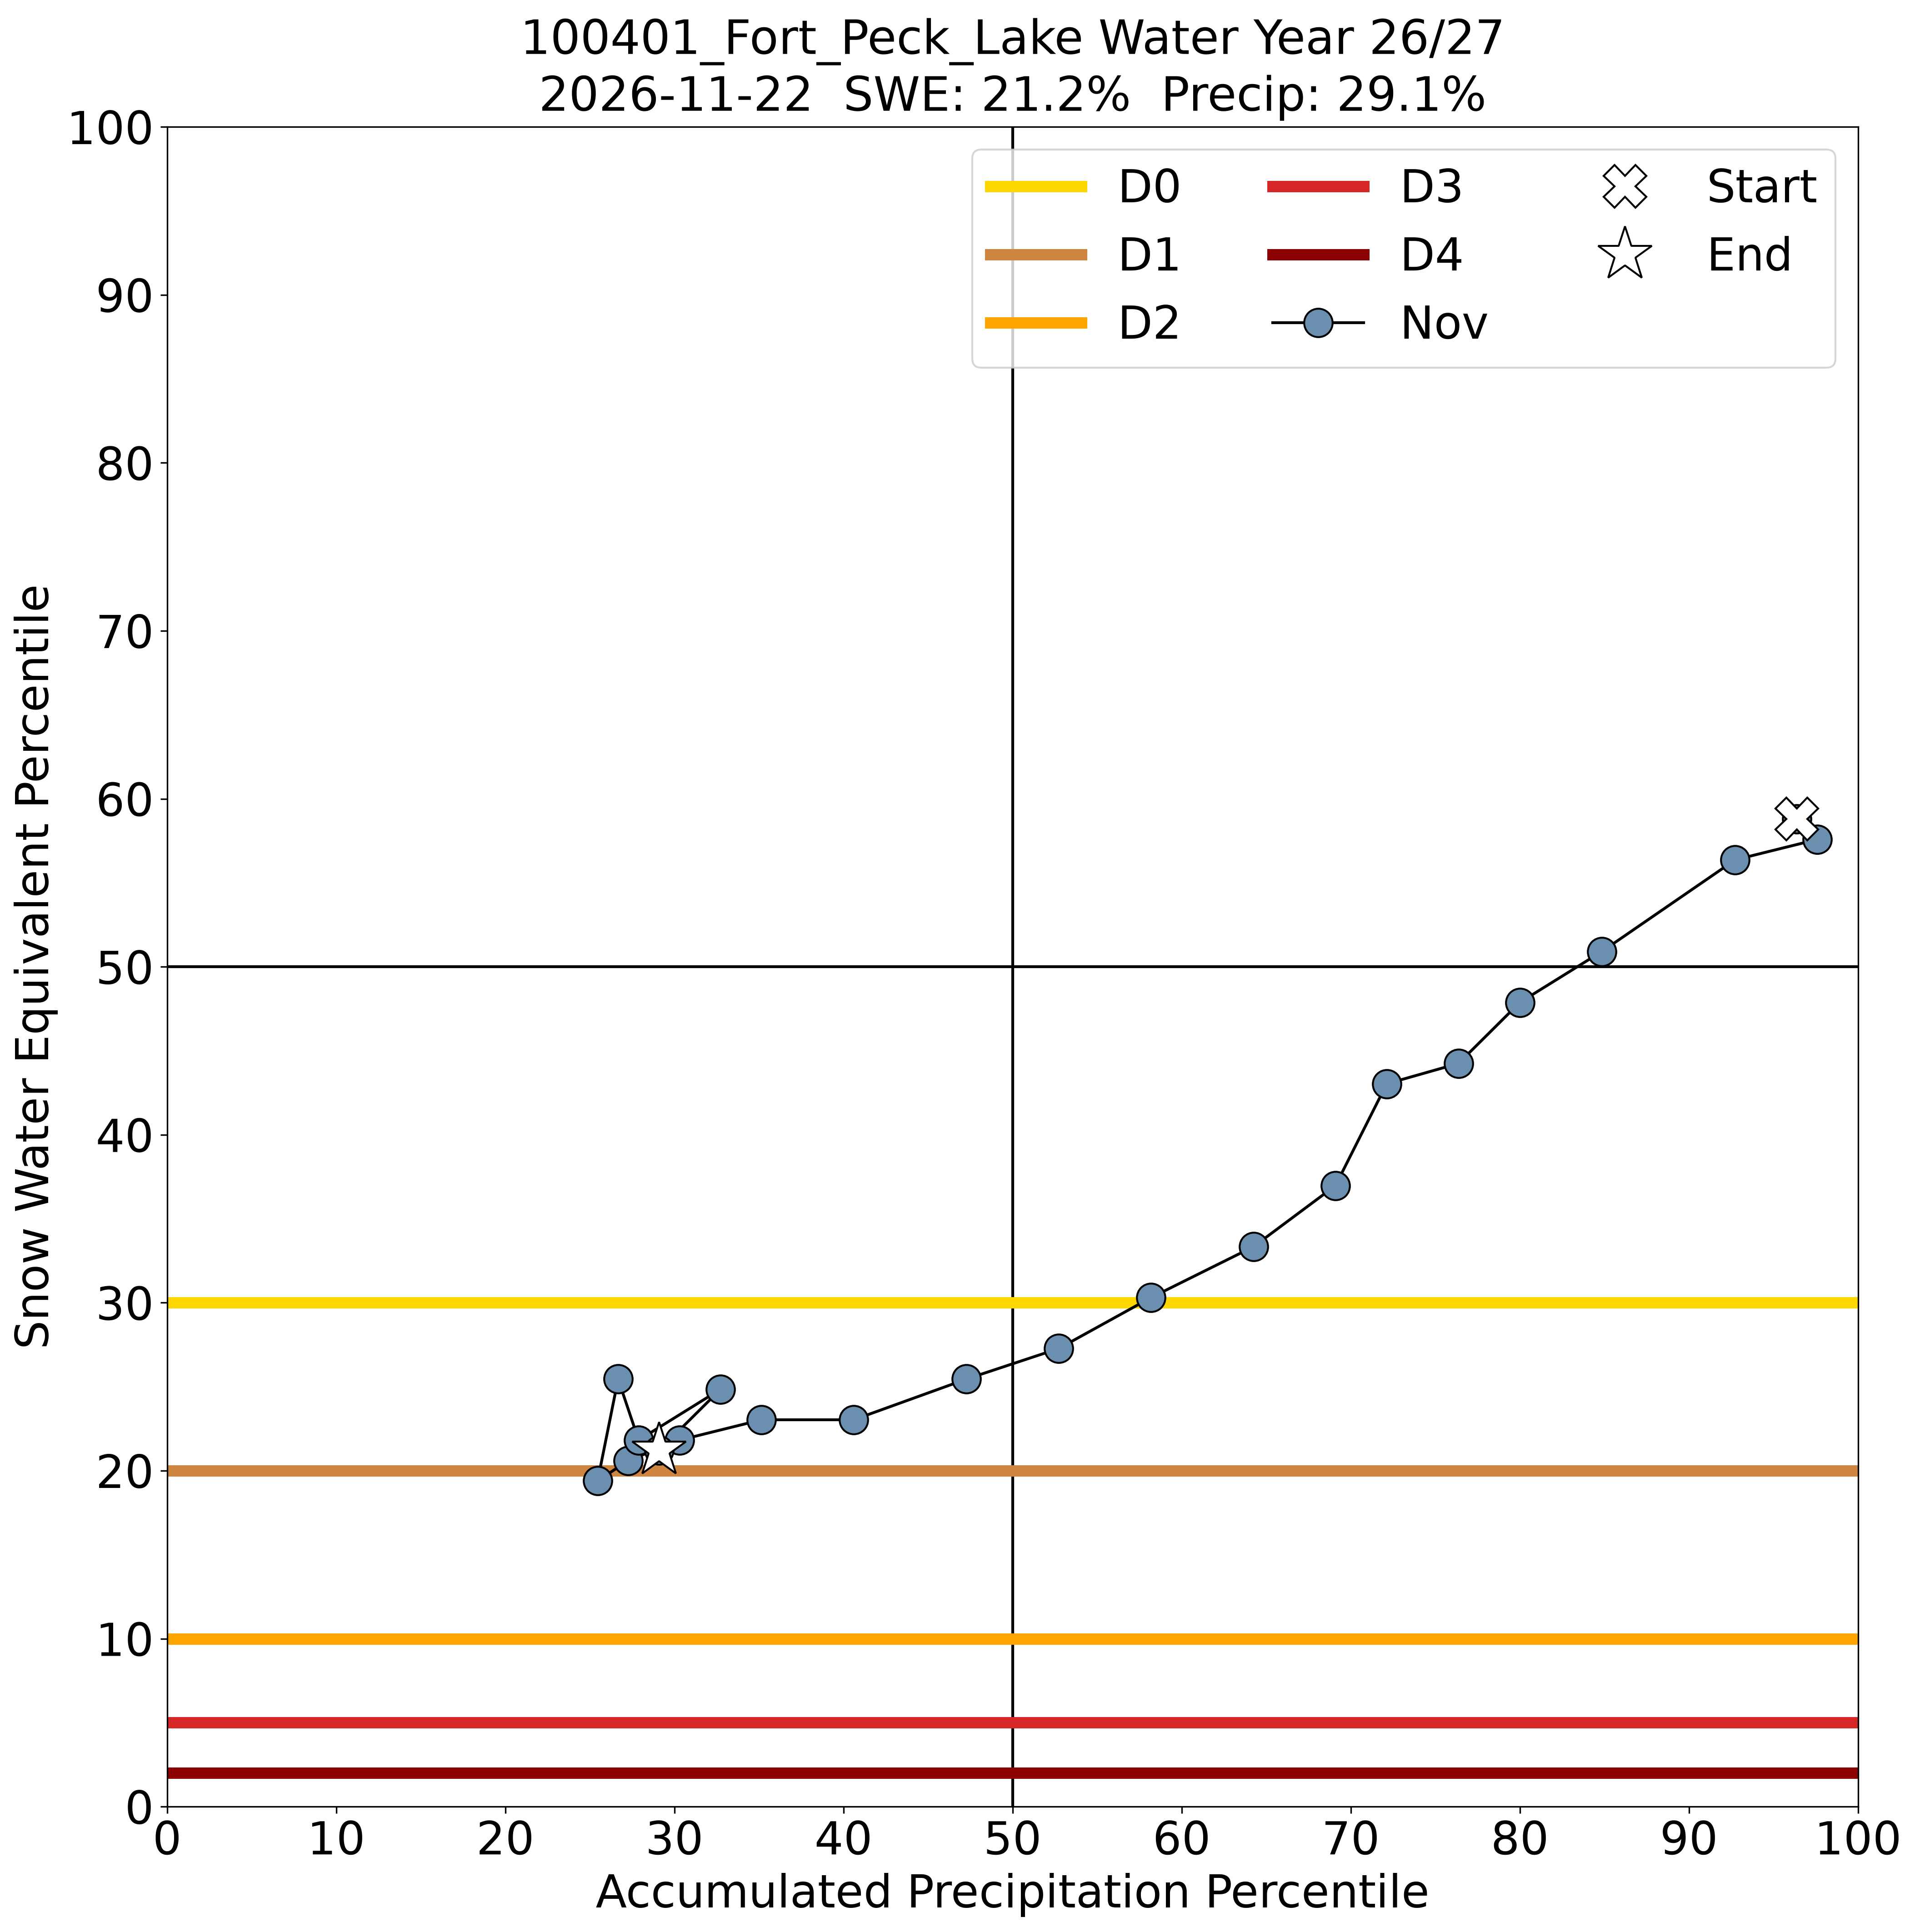 100401_Fort_Peck_Lake Water Year 26/27
2026-11-22  SWE: 21.2%  Precip: 29.1%
D0
D1
D2
D3
D4
Nov
Start
End
Snow Water Equivalent Percentile
100
90
80
70
60
50
40
30
20
10
0
0 10 20 30 40 50 60 70 80 90 100
Accumulated Precipitation Percentile